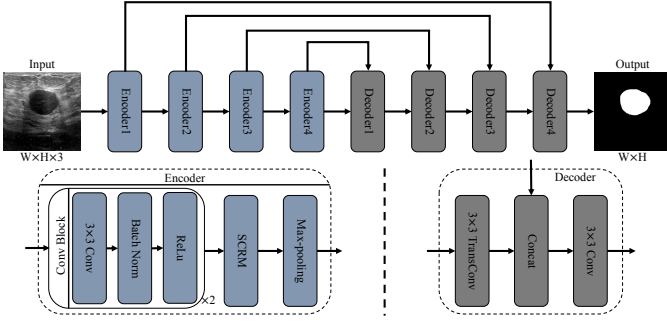 Input
Output
Encoder1
Encoder2
Encoder3
Encoder4
Decoder1
Decoder2
Decoder3
Decoder4
W×H×3
W×H
Encoder
Decoder
Conv Block
3×3 Conv
Batch Norm
ReLu
×2
SCRM
Max-pooling
3×3 TransConv
Concat
3×3 Conv